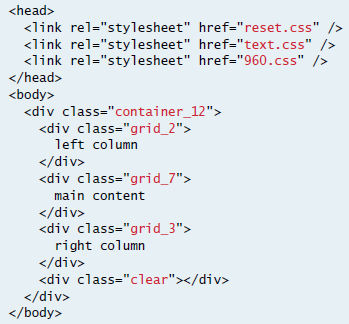 <head>
  <link rel="stylesheet" href="reset.css" />
  <link rel="stylesheet" href="text.css" />
  <link rel="stylesheet" href="960.css" />
</head>
<body>
  <div class="container_12">
    <div class="grid_2">
      left column
    </div>
    <div class="grid_7">
      main content
    </div>
    <div class="grid_3">
      right column
    </div>
    <div class="clear"></div>
  </div>
</body>